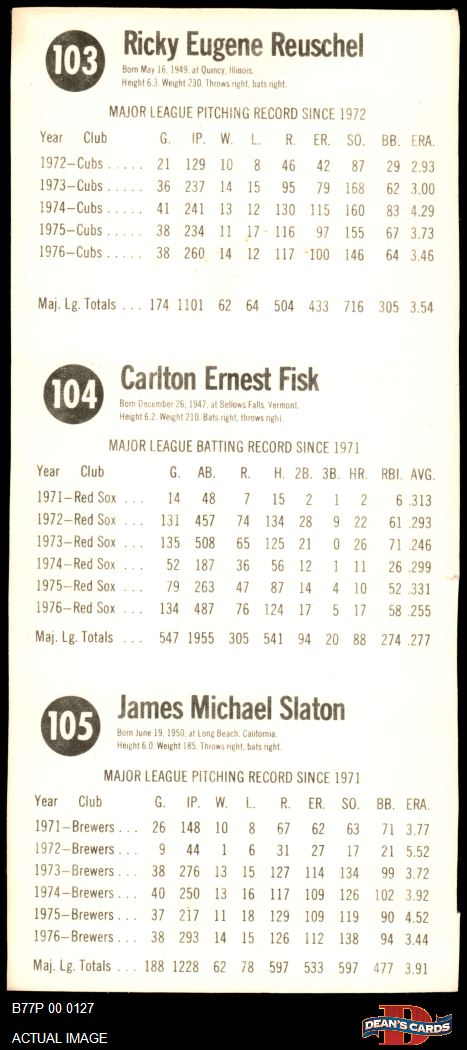 103
Ricky Eugene Reuschel
Born May 16, 1949, at Quincy, Illinois.
Height 6.3. Weight 230. Throws right, bats right.
MAJOR LEAGUE PITCHING RECORD SINCE 1972
Year Club G. IP. W. L. R. ER. SO. BB. ERA.
1972—Cubs ..... 21 129 10 8 46 42 87 29 2.93
1973—Cubs ..... 36 237 14 15 95 79 168 62 3.00
1974—Cubs ..... 41 241 13 12 130 115 160 83 4.29
1975—Cubs ..... 38 234 11 17 116 97 155 67 3.73
1976—Cubs ..... 38 260 14 12 117 100 146 64 3.46
Maj. Lg. Totals ... 174 1101 62 64 504 433 716 305 3.54
104
Carlton Ernest Fisk
Born December 26, 1947, at Bellows Falls, Vermont.
Height 6.2. Weight 210. Bats right, throws right.
MAJOR LEAGUE BATTING RECORD SINCE 1971
Year Club G. AB. R. H. 2B. 3B. HR. RBI. AVG.
1971—Red Sox ... 14 48 7 15 2 1 2 6 .313
1972—Red Sox ... 131 457 74 134 28 9 22 61 .293
1973—Red Sox ... 135 508 65 125 21 0 26 71 .246
1974—Red Sox ... 52 187 36 56 12 1 11 26 .299
1975—Red Sox ... 79 263 47 87 14 4 10 52 .331
1976—Red Sox ... 134 487 76 124 17 5 17 58 .255
Maj. Lg. Totals ... 547 1955 305 541 94 20 88 274 .277
105
James Michael Slaton
Born June 19, 1950, at Long Beach, California.
Height 6.0. Weight 185. Throws right, bats right.
MAJOR LEAGUE PITCHING RECORD SINCE 1971
Year Club G. IP. W. L. R. ER. SO. BB. ERA.
1971—Brewers ... 26 148 10 8 67 62 63 71 3.77
1972—Brewers ... 9 44 1 6 31 27 17 21 5.52
1973—Brewers ... 38 276 13 15 127 114 134 99 3.72
1974—Brewers ... 40 250 13 16 117 109 126 102 3.92
1975—Brewers ... 37 217 11 18 129 109 119 90 4.52
1976—Brewers ... 38 293 14 15 126 112 138 94 3.44
Maj. Lg. Totals ... 188 1228 62 78 597 533 597 477 3.91
B77P 00 0127
ACTUAL IMAGE
D
DEAN'S CARDS